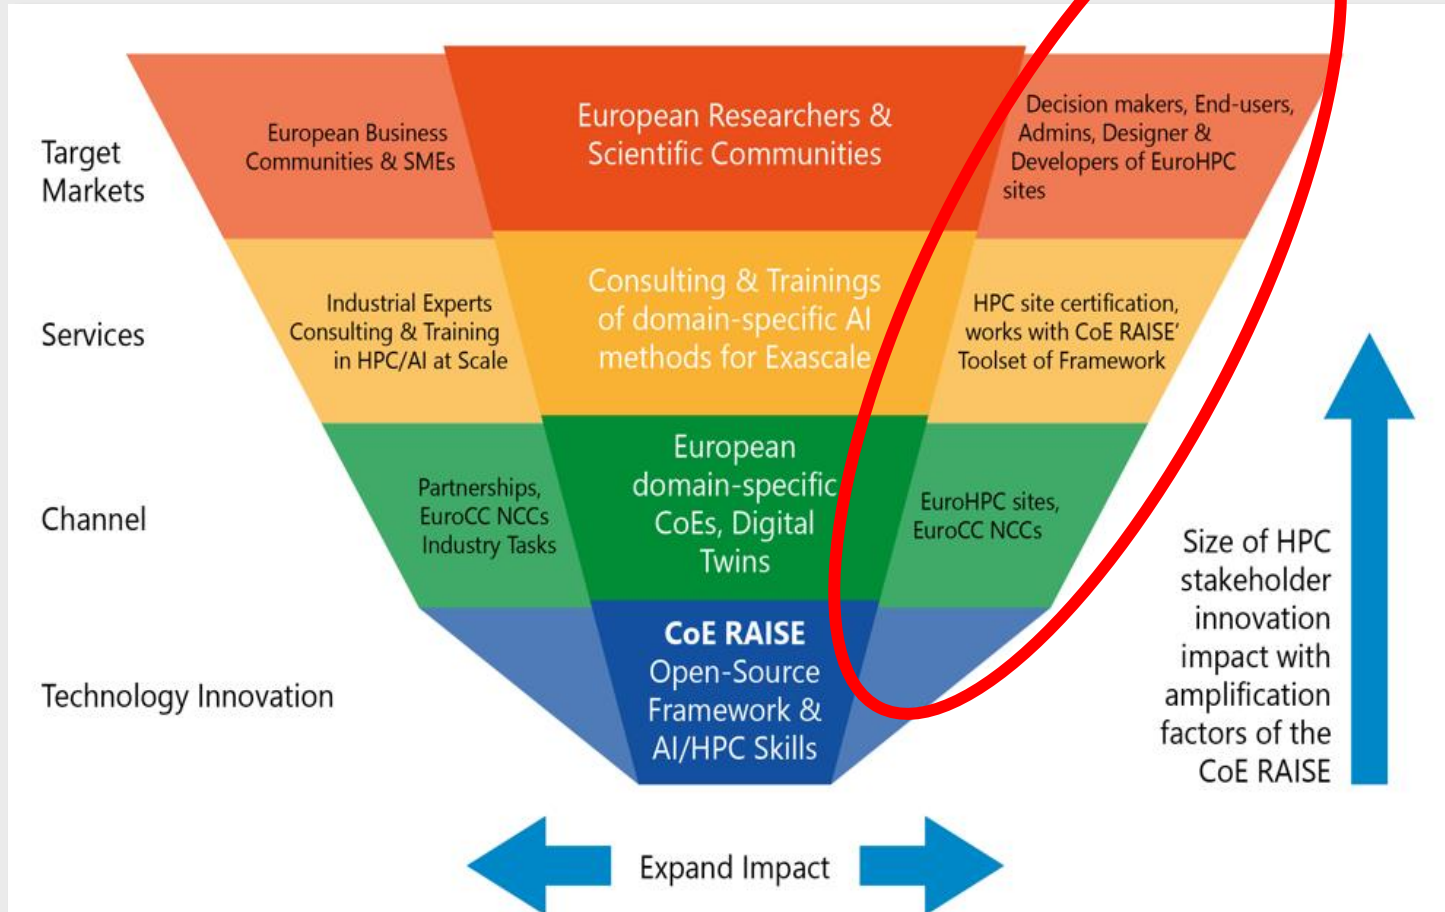 Target
Markets
European Business
Communities & SMEs
European Researchers &
Scientific Communities
Decision makers, End-users,
Admins, Designer &
Developers of EuroHPC
sites
Services
Industrial Experts
Consulting & Training
in HPC/AI at Scale
Consulting & Trainings
of domain-specific AI
methods for Exascale
HPC site certification,
works with CoE RAISE’
Toolset of Framework
Channel
Partnerships,
EuroCC NCCs
Industry Tasks
European
domain-specific
CoEs, Digital
Twins
EuroHPC sites,
EuroCC NCCs
Technology Innovation
CoE RAISE
Open-Source
Framework &
AI/HPC Skills
Size of HPC
stakeholder
innovation
impact with
amplification
factors of the
CoE RAISE
Expand Impact